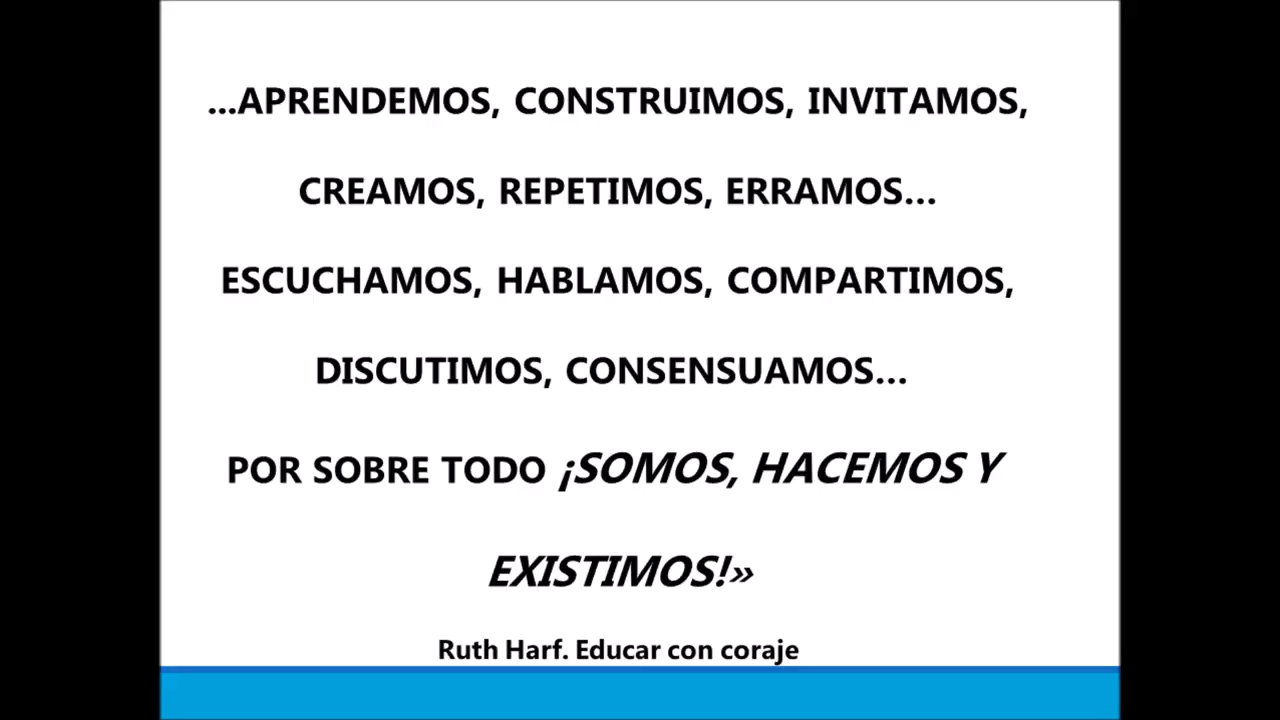 ...APRENDEMOS, CONSTRUIMOS, INVITAMOS,
CREAMOS, REPETIMOS, ERRAMOS...
ESCUCHAMOS, HABLAMOS, COMPARTIMOS,
DISCUTIMOS, CONSENSUAMOS...
POR SOBRE TODO ¡SOMOS, HACEMOS Y
EXISTIMOS!»
Ruth Harf. Educar con coraje